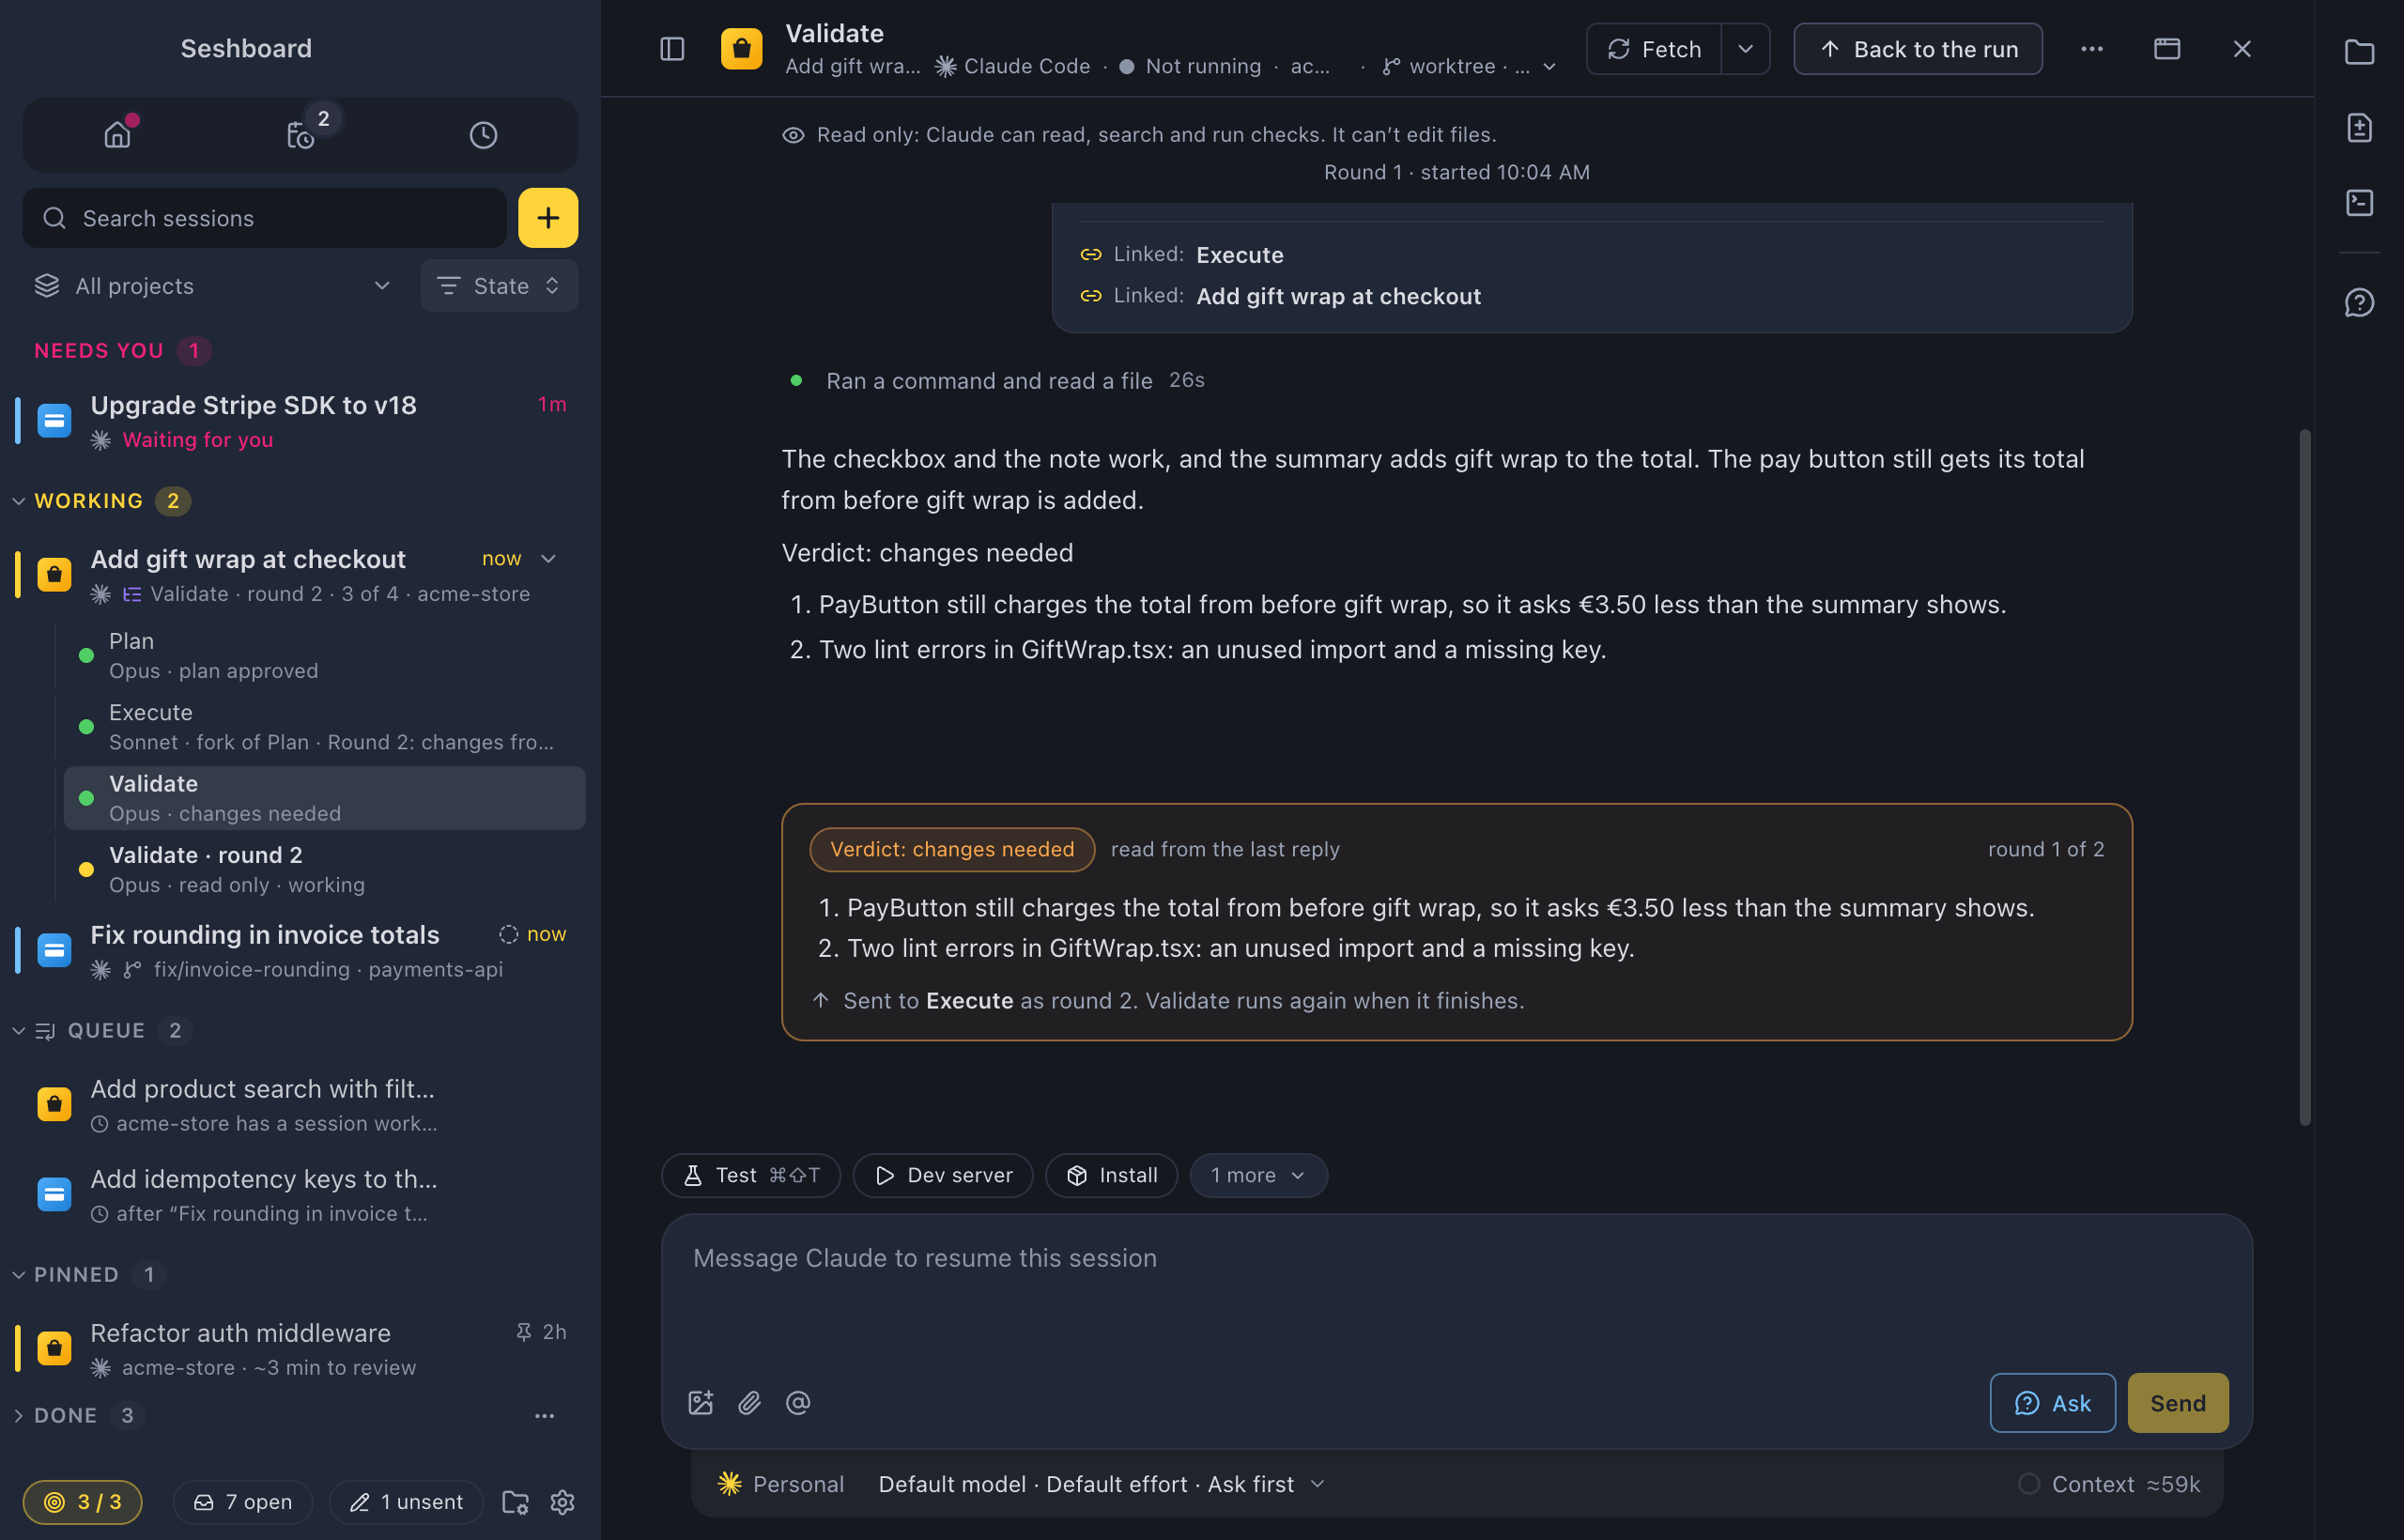 Seshboard
2
Search sessions
All projects
State
NEEDS YOU 1
Upgrade Stripe SDK to v18 1m
Waiting for you
WORKING 2
Add gift wrap at checkout now
Validate · round 2 · 3 of 4 · acme-store
Plan
Opus · plan approved
Execute
Sonnet · fork of Plan · Round 2: changes fro...
Validate
Opus · changes needed
Validate · round 2
Opus · read only · working
Fix rounding in invoice totals now
fix/invoice-rounding · payments-api
QUEUE 2
Add product search with filt...
acme-store has a session work...
Add idempotency keys to th...
after “Fix rounding in invoice t...
PINNED 1
Refactor auth middleware 2h
acme-store · ~3 min to review
DONE 3
3 / 3
7 open
1 unsent
Validate
Add gift wra... Claude Code · Not running · ac... · worktree · ...
Fetch
Back to the run
Read only: Claude can read, search and run checks. It can’t edit files.
Round 1 · started 10:04 AM
Linked: Execute
Linked: Add gift wrap at checkout
Ran a command and read a file 26s
The checkbox and the note work, and the summary adds gift wrap to the total. The pay button still gets its total
from before gift wrap is added.
Verdict: changes needed
1. PayButton still charges the total from before gift wrap, so it asks €3.50 less than the summary shows.
2. Two lint errors in GiftWrap.tsx: an unused import and a missing key.
Verdict: changes needed read from the last reply round 1 of 2
1. PayButton still charges the total from before gift wrap, so it asks €3.50 less than the summary shows.
2. Two lint errors in GiftWrap.tsx: an unused import and a missing key.
Sent to Execute as round 2. Validate runs again when it finishes.
Test ⌘⇧T
Dev server
Install
1 more
Message Claude to resume this session
Ask
Send
Personal Default model · Default effort · Ask first
Context ≈59k